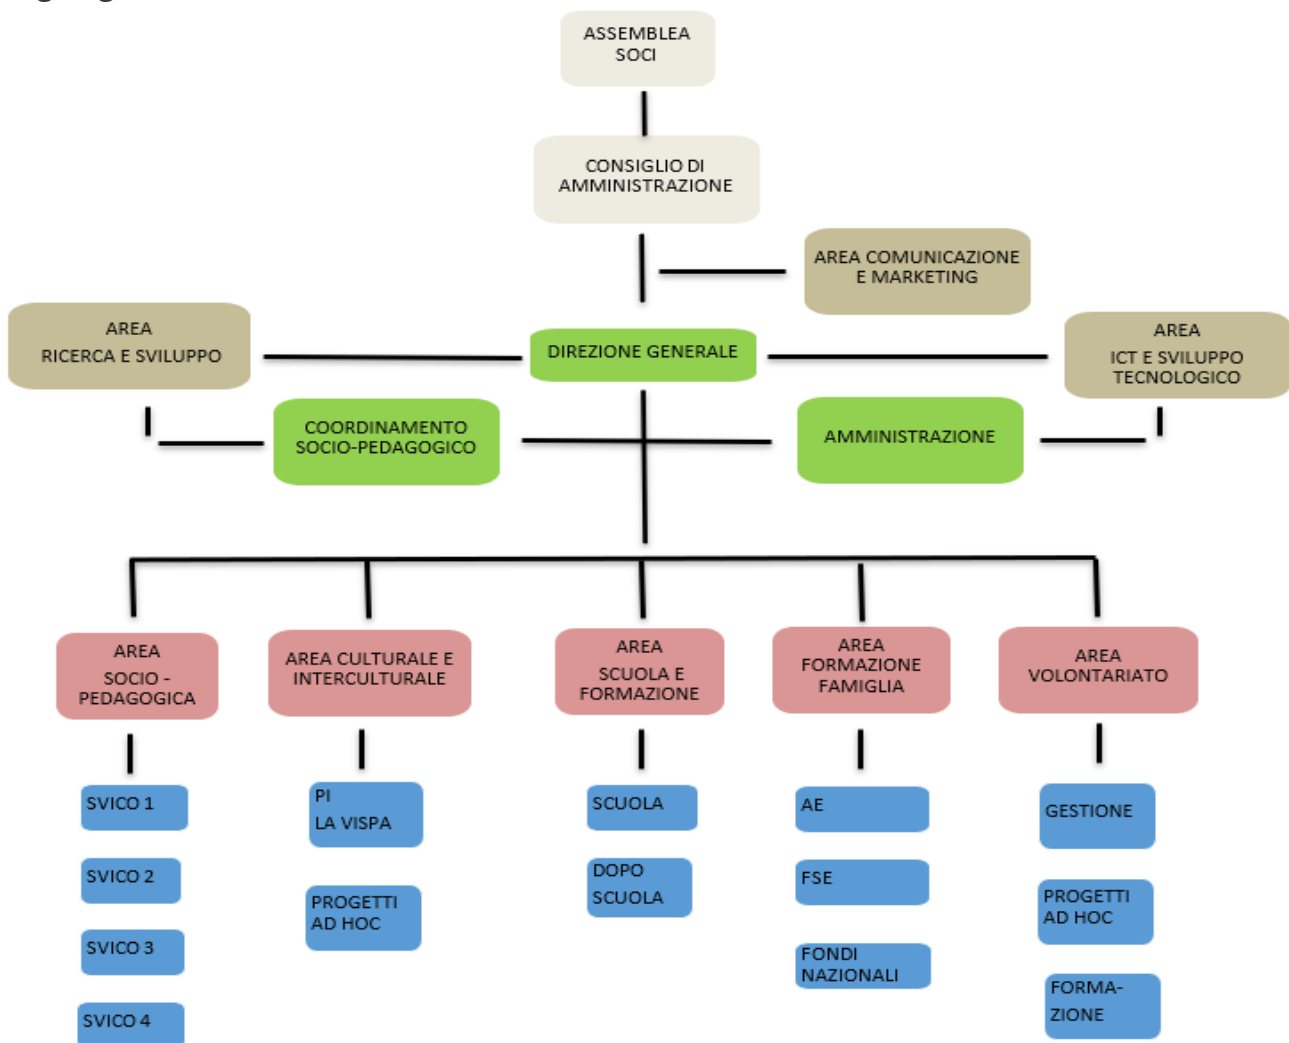 ASSEMBLEA
SOCI
CONSIGLIO DI
AMMINISTRAZIONE
AREA COMUNICAZIONE
E MARKETING
AREA
RICERCA E SVILUPPO
DIREZIONE GENERALE
AREA
ICT E SVILUPPO
TECNOLOGICO
COORDINAMENTO
SOCIO-PEDAGOGICO
AMMINISTRAZIONE
AREA
SOCIO -
PEDAGOGICA
AREA CULTURALE E
INTERCULTURALE
AREA
SCUOLA E
FORMAZIONE
AREA
FORMAZIONE
FAMIGLIA
AREA
VOLONTARIATO
SVICO 1
SVICO 2
SVICO 3
SVICO 4
PI
LA VISPA
PROGETTI
AD HOC
SCUOLA
DOPO
SCUOLA
AE
FSE
FONDI
NAZIONALI
GESTIONE
PROGETTI
AD HOC
FORMA-
ZIONE